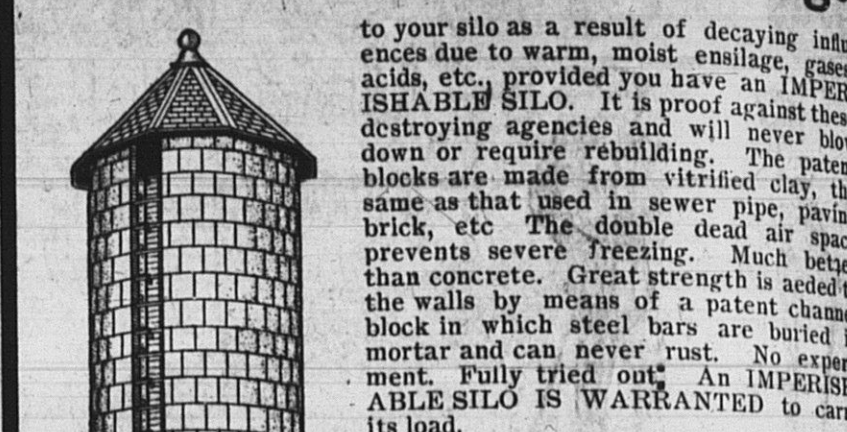 to your silo as a result of decaying influ
ences due to warm, moist ensilage, gases
acids, etc., provided you have an IMPER
ISHABLE SILO. It is proof against thes
destroying agencies and will never blo
down or require rebuilding. The paten
blocks are made from vitrified clay, th
same as that used in sewer pipe, pavin
brick, etc The double dead air spac
prevents severe freezing. Much bette
than concrete. Great strength is aeded t
the walls by means of a patent channe
block in which steel bars are buried i
mortar and can never rust. No exper
ment. Fully tried out. An IMPERISH
ABLE SILO IS WARRANTED to carr
its load.